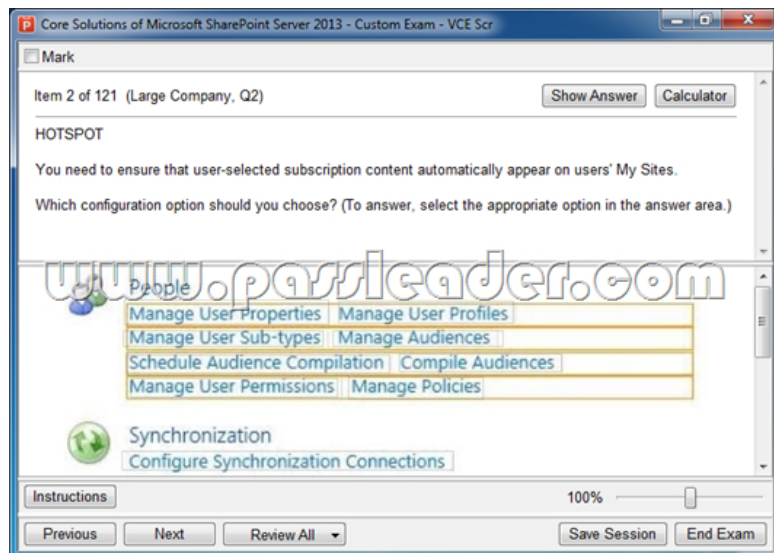 Core Solutions of Microsoft SharePoint Server 2013 - Custom Exam - VCE Scr
Mark
Item 2 of 121 (Large Company, Q2)
Show Answer Calculator
HOTSPOT
You need to ensure that user-selected subscription content automatically appear on users' My Sites.
Which configuration option should you choose? (To answer, select the appropriate option in the answer area.)
www.passleader.com
People
Manage User Properties Manage User Profiles
Manage User Sub-types Manage Audiences
Schedule Audience Compilation Compile Audiences
Manage User Permissions Manage Policies
Synchronization
Configure Synchronization Connections
Instructions 100%
Previous Next Review All Save Session End Exam